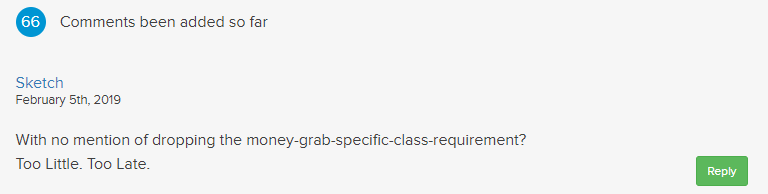 66 Comments been added so far
Sketch
February 5th, 2019
With no mention of dropping the money-grab-specific-class-requirement?
Too Little. Too Late.
Reply